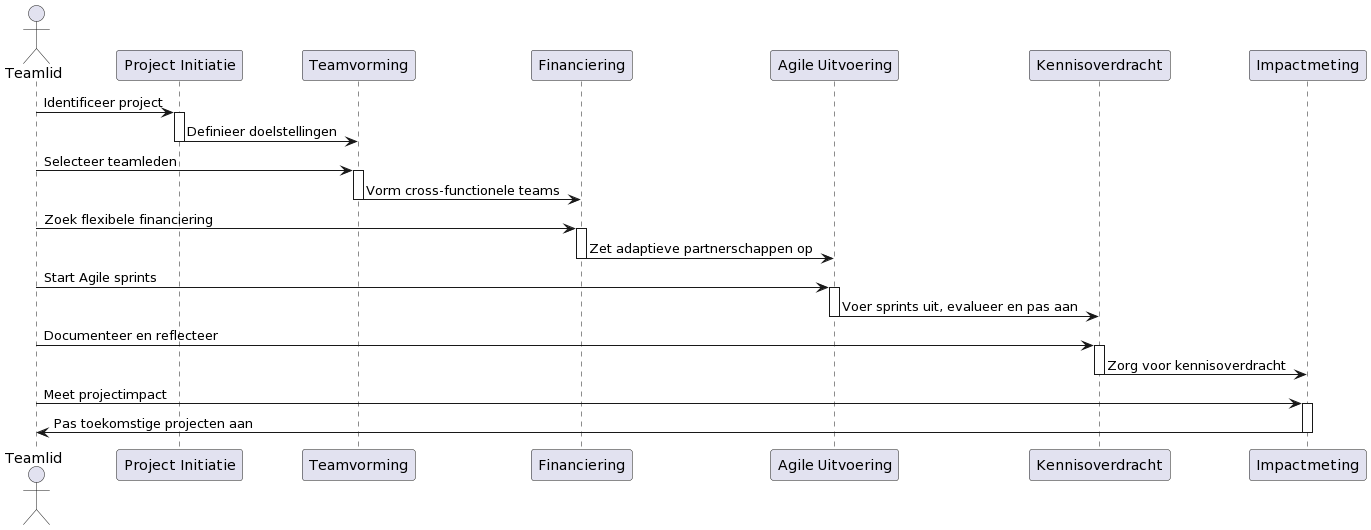 Teamlid
Project Initiatie
Teamvorming
Financiering
Agile Uitvoering
Kennisoverdracht
Impactmeting
Identificeer project
Definieer doelstellingen
Selecteer teamleden
Vorm cross-functionele teams
Zoek flexibele financiering
Zet adaptieve partnerschappen op
Start Agile sprints
Voer sprints uit, evalueer en pas aan
Documenteer en reflecteer
Zorg voor kennisoverdracht
Meet projectimpact
Pas toekomstige projecten aan
Teamlid
Project Initiatie
Teamvorming
Financiering
Agile Uitvoering
Kennisoverdracht
Impactmeting